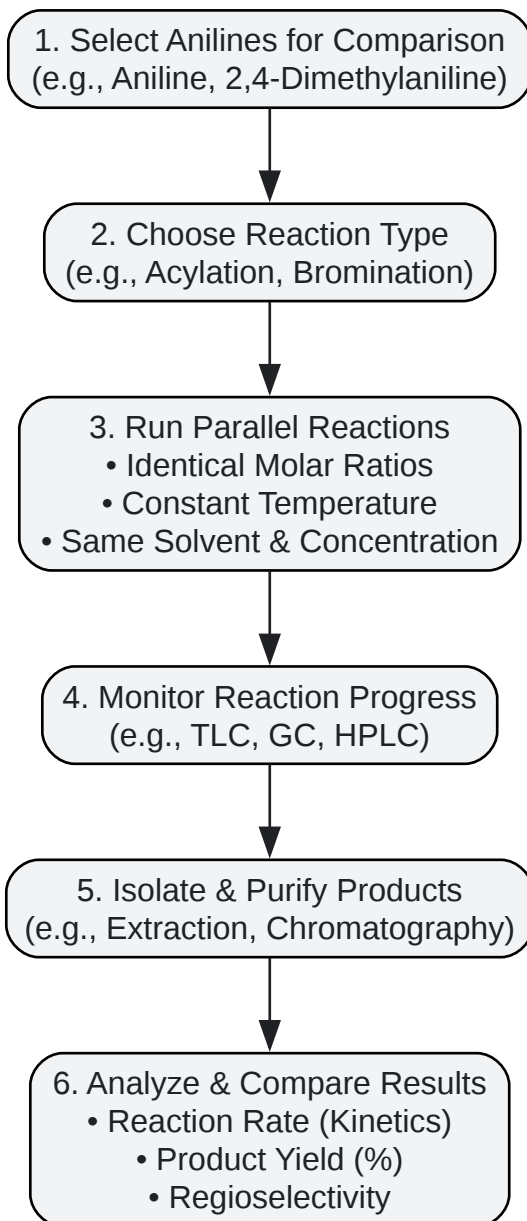 1. Select Anilines for Comparison
(e.g., Aniline, 2,4-Dimethylaniline)
2. Choose Reaction Type
(e.g., Acylation, Bromination)
3. Run Parallel Reactions
• Identical Molar Ratios
• Constant Temperature
• Same Solvent & Concentration
4. Monitor Reaction Progress
(e.g., TLC, GC, HPLC)
5. Isolate & Purify Products
(e.g., Extraction, Chromatography)
6. Analyze & Compare Results
• Reaction Rate (Kinetics)
• Product Yield (%)
• Regioselectivity